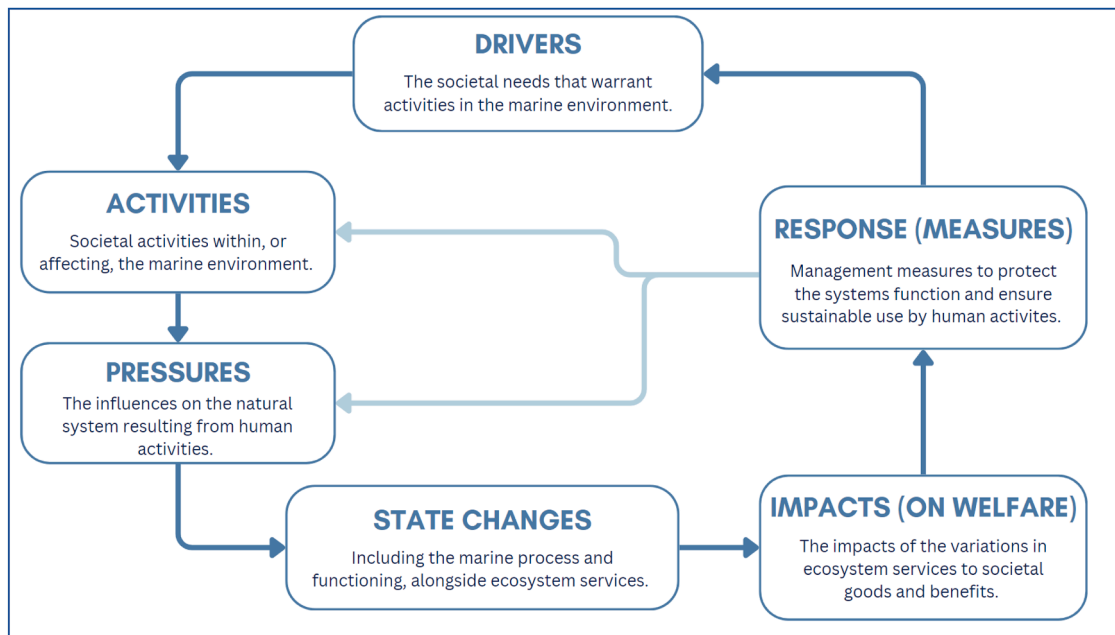 DRIVERS
The societal needs that warrant
activities in the marine environment.
ACTIVITIES
Societal activities within, or
affecting, the marine environment.
RESPONSE (MEASURES)
Management measures to protect
the systems function and ensure
sustainable use by human activites.
PRESSURES
The influences on the natural
system resulting from human
activities.
STATE CHANGES
Including the marine process and
functioning, alongside ecosystem services.
IMPACTS (ON WELFARE)
The impacts of the variations in
ecosystem services to societal
goods and benefits.